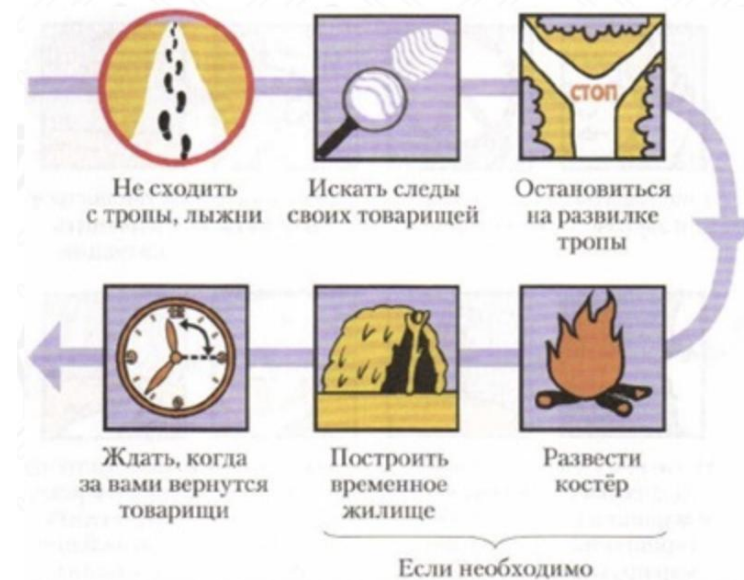 СТОП
Не сходить
с тропы, лыжни
Искать следы
своих товарищей
Остановиться
на развилке
тропы
Ждать, когда
за вами вернутся
товарищи
Построить
временное
жилище
Развести
костёр
Если необходимо